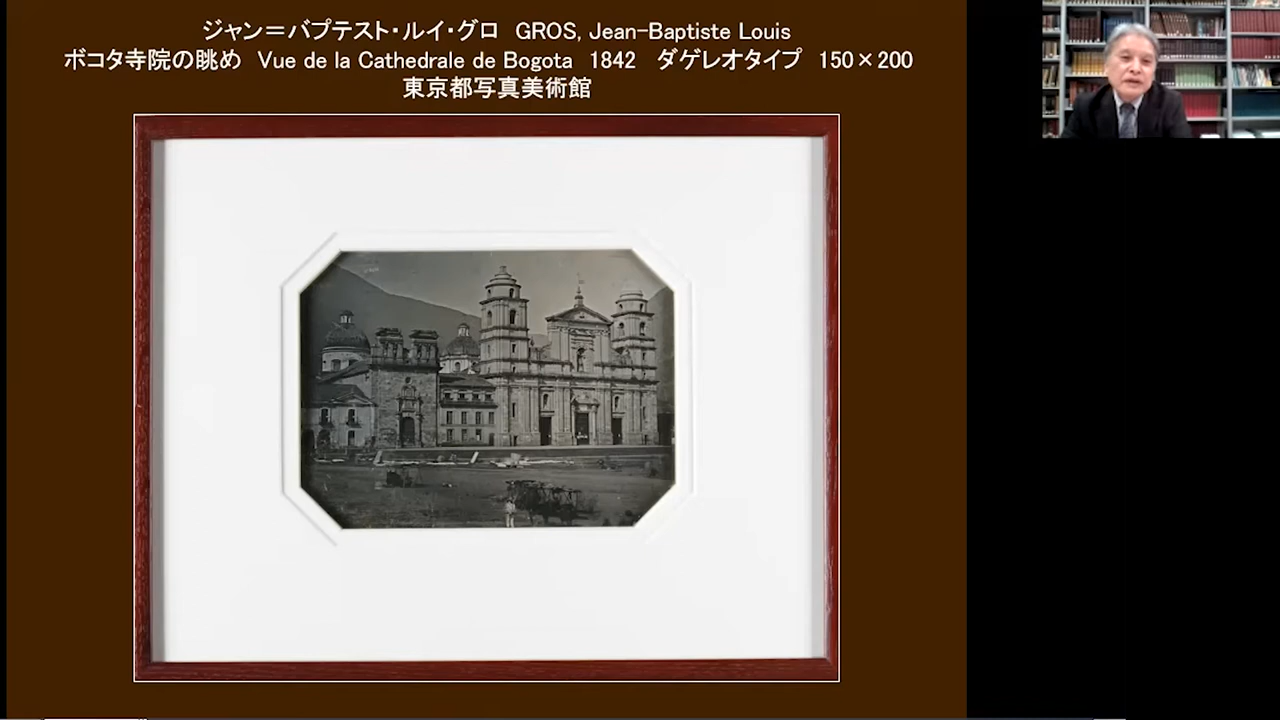 ジャン＝バプテスト・ルイ・グロ　GROS, Jean-Baptiste Louis
ボコタ寺院の眺め　Vue de la Cathedrale de Bogota　1842　ダゲレオタイプ　150×200
東京都写真美術館